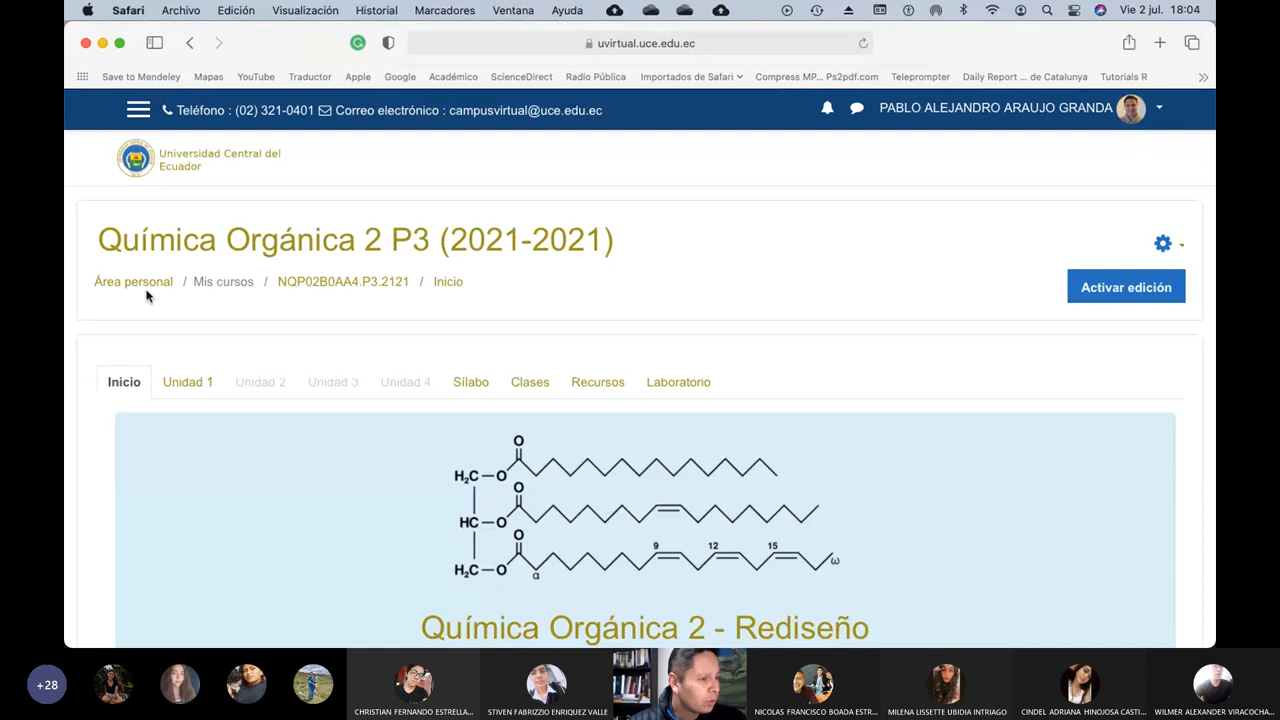 Safari Archivo Edición Visualización Historial Marcadores Ventana Ayuda Vie 2 jul. 18:04
uvirtual.uce.edu.ec
Save to Mendeley Mapas YouTube Traductor Apple Google Académico ScienceDirect Radio Pública Importados de Safari Compress MP... Ps2pdf.com Teleprompter Daily Report ... de Catalunya Tutorials R
Teléfono : (02) 321-0401 Correo electrónico : campusvirtual@uce.edu.ec PABLO ALEJANDRO ARAUJO GRANDA
Universidad Central del
Ecuador
Química Orgánica 2 P3 (2021-2021)
Área personal / Mis cursos / NQP02B0AA4.P3.2121 / Inicio
Activar edición
Inicio Unidad 1 Unidad 2 Unidad 3 Unidad 4 Sílabo Clases Recursos Laboratorio
O
H₂C O
O
HC O
O 9 12 15
H₂C O α ω
Química Orgánica 2 - Rediseño
+28
CHRISTIAN FERNANDO ESTRELLA... STIVEN FABRIZZIO ENRIQUEZ VALLE NICOLAS FRANCISCO BOADA ESTR... MILENA LISSETTE UBIDIA INTRIAGO CINDEL ADRIANA HINOJOSA CASTI... WILMER ALEXANDER VIRACOCHA...